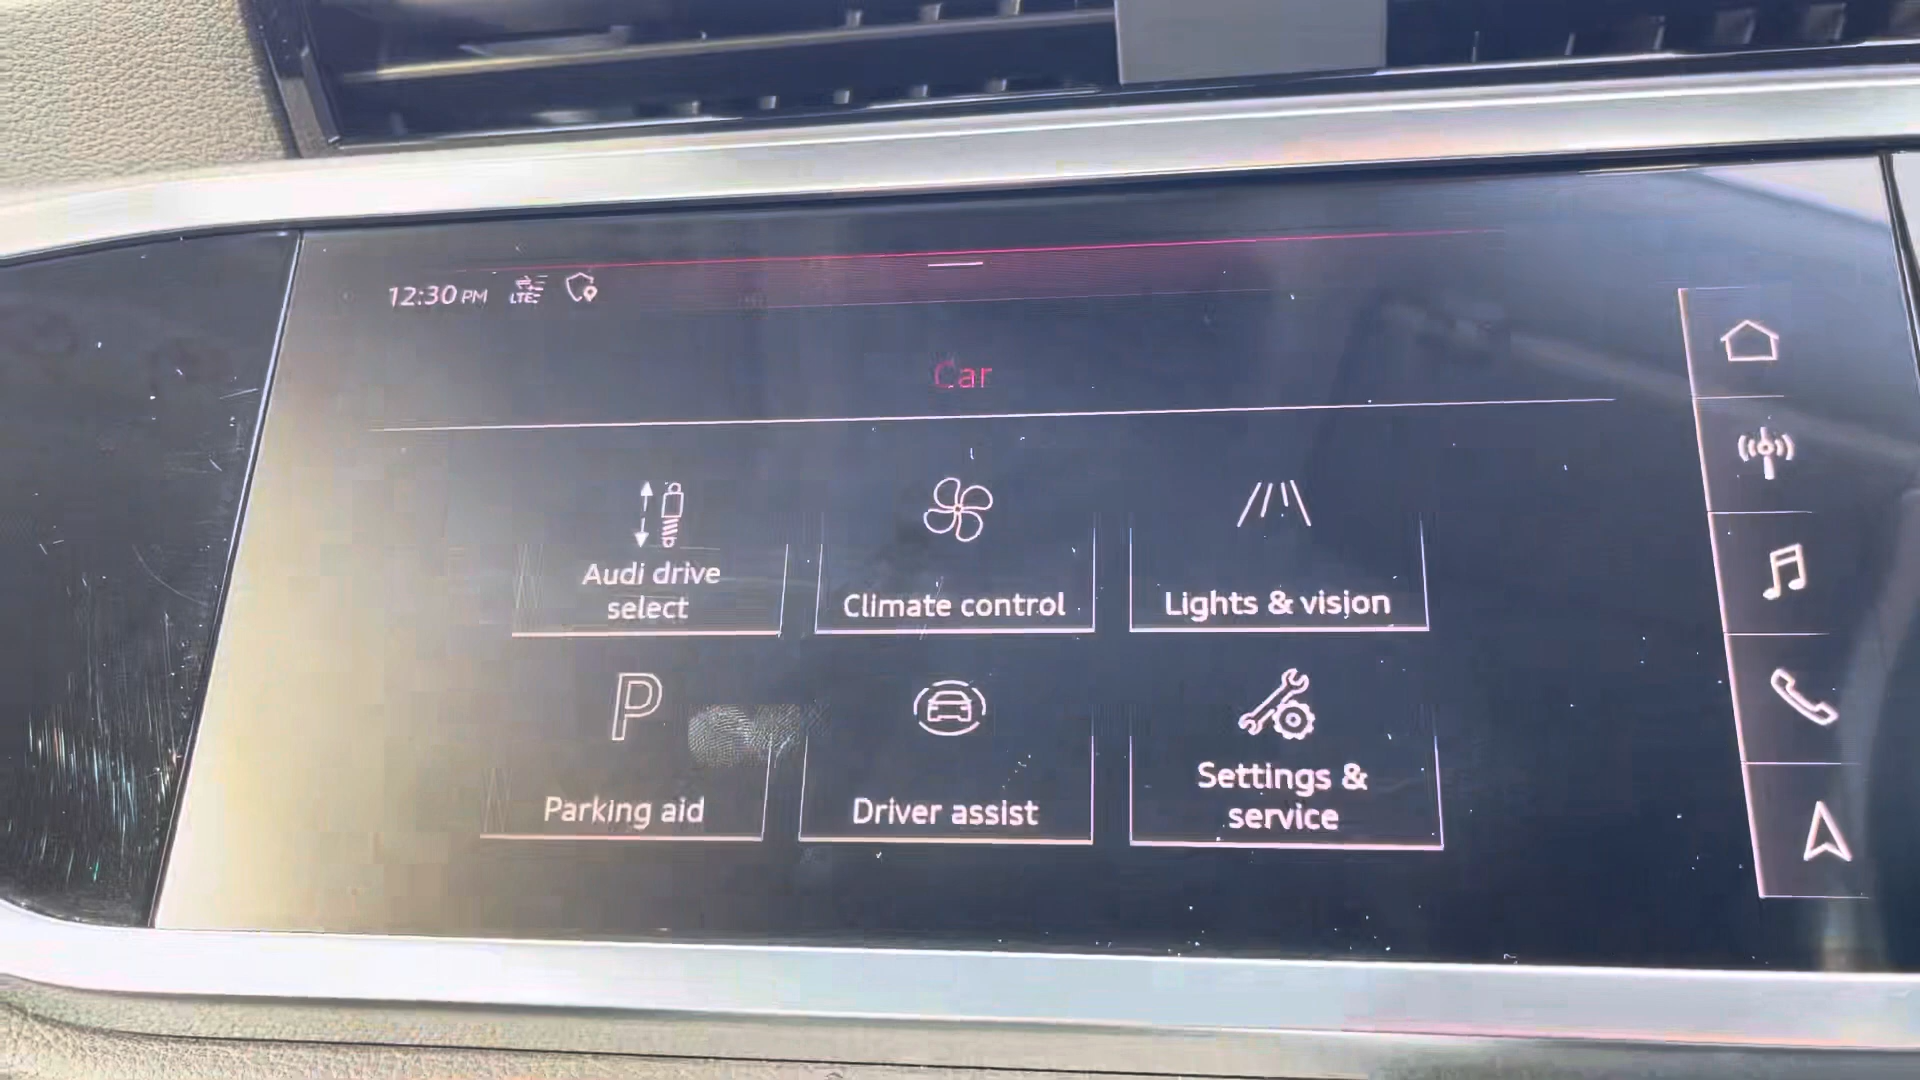 12:30 PM LTE
Car
Audi drive
select
Climate control
Lights & vision
P
Parking aid
Driver assist
Settings &
service